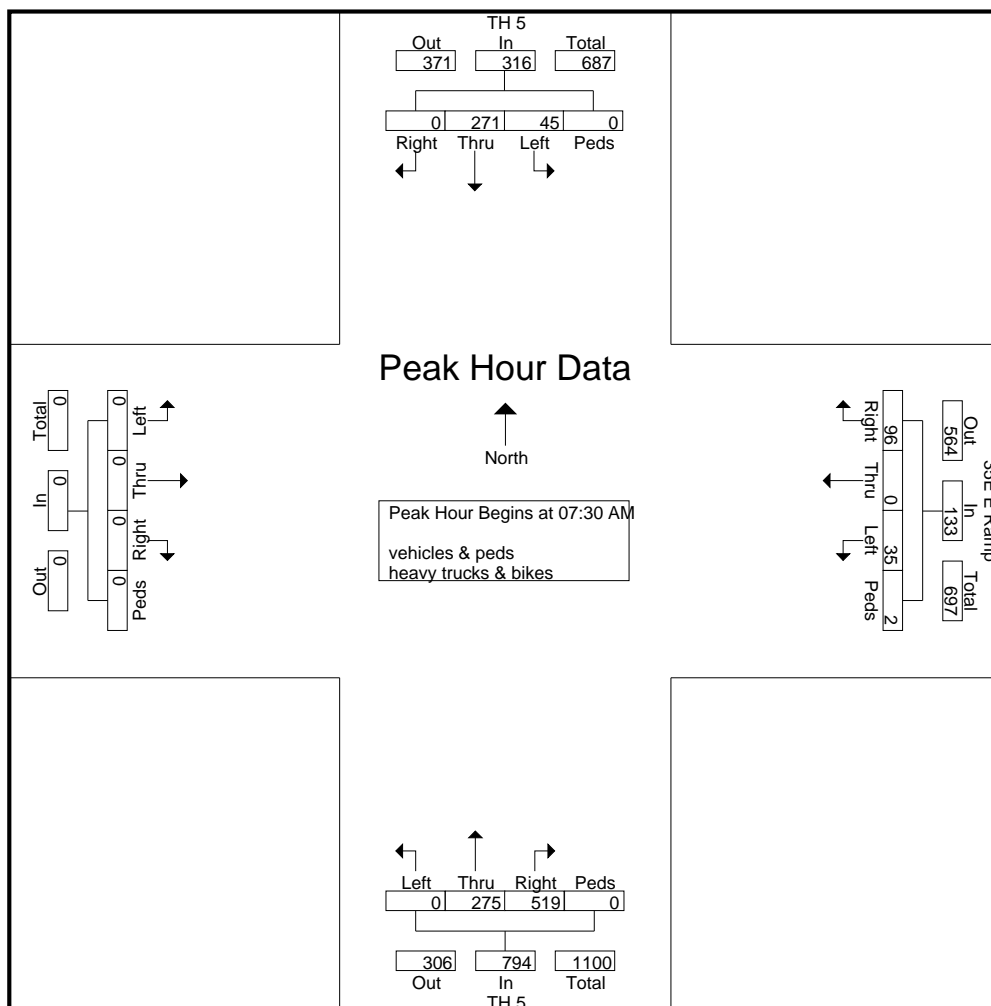 TH 5
Out In Total
371 316 687
0 271 45 0
Right Thru Left Peds
Peak Hour Data
North
Peak Hour Begins at 07:30 AM
vehicles & peds
heavy trucks & bikes
Total In Out
0 0 0
0 0 0 0
Left Thru Right Peds
Right Thru Left Peds
96 0 35 2
564 133 697
Out In Total
35E E Ramp
Left Thru Right Peds
0 275 519 0
306 794 1100
Out In Total
TH 5